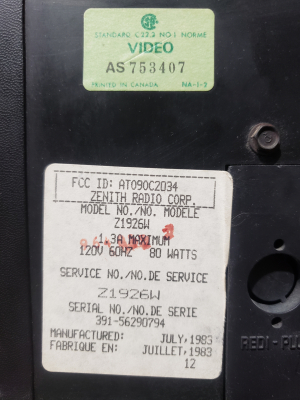 STANDARD C22.2 NO.1 NORME
VIDEO
AS 753407
PRINTED IN CANADA NA-1-2
FCC ID: AT090C2034
ZENITH RADIO CORP.
MODEL NO./NO. MODELE
Z1926W
1.3A MAXIMUM
120V 60HZ 80 WATTS
SERVICE NO./NO. DE SERVICE
Z1926W
SERIAL NO./NO. DE SERIE
391-56290794
MANUFACTURED: JULY, 1983
FABRIQUE EN: JUILLET, 1983
12
REDI-